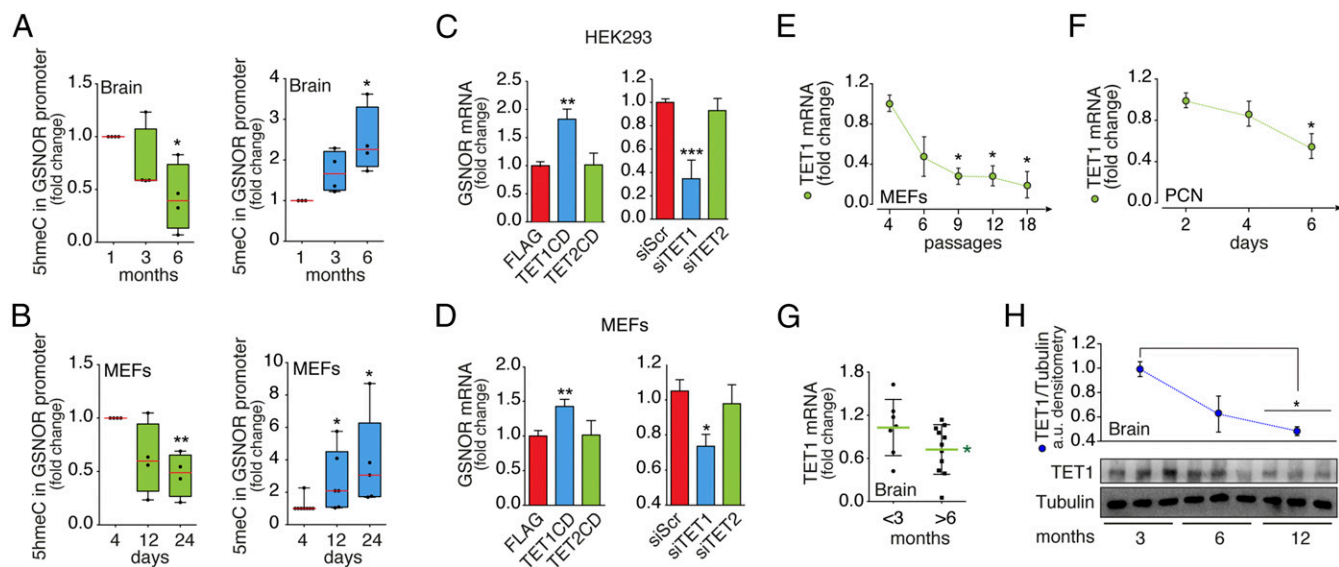 A
5hmeC in GSNOR promoter
(fold change)
Brain
1.5
1.0
0.5
0.0
1 3 6
months
*
5meC in GSNOR promoter
(fold change)
Brain
4
3
2
1
0
1 3 6
months
*
B
5hmeC in GSNOR promoter
(fold change)
MEFs
1.5
1.0
0.5
0.0
4 12 24
days
**
5meC in GSNOR promoter
(fold change)
MEFs
10
8
6
4
2
0
4 12 24
days
* *
C
HEK293
GSNOR mRNA
(fold change)
2.5
2.0
1.5
1.0
0.5
0.0
**
FLAG
TET1CD
TET2CD
1.2
1.0
0.8
0.6
0.4
0.2
0.0
***
siScr
siTET1
siTET2
D
MEFs
GSNOR mRNA
(fold change)
2.0
1.5
1.0
0.5
0.0
**
FLAG
TET1CD
TET2CD
1.2
1.0
0.8
0.6
0.4
*
siScr
siTET1
siTET2
E
TET1 mRNA
(fold change)
1.2
0.8
0.4
0.0
* * *
MEFs
4 6 9 12 18
passages
F
TET1 mRNA
(fold change)
1.2
0.8
0.4
0.0
*
PCN
2 4 6
days
G
TET1 mRNA
(fold change)
1.8
1.2
0.6
0.0
*
Brain
<3 >6
months
H
TET1/Tubulin
a.u. densitometry
1.2
1.0
0.8
0.6
0.4
*
Brain
TET1
Tubulin
months 3 6 12